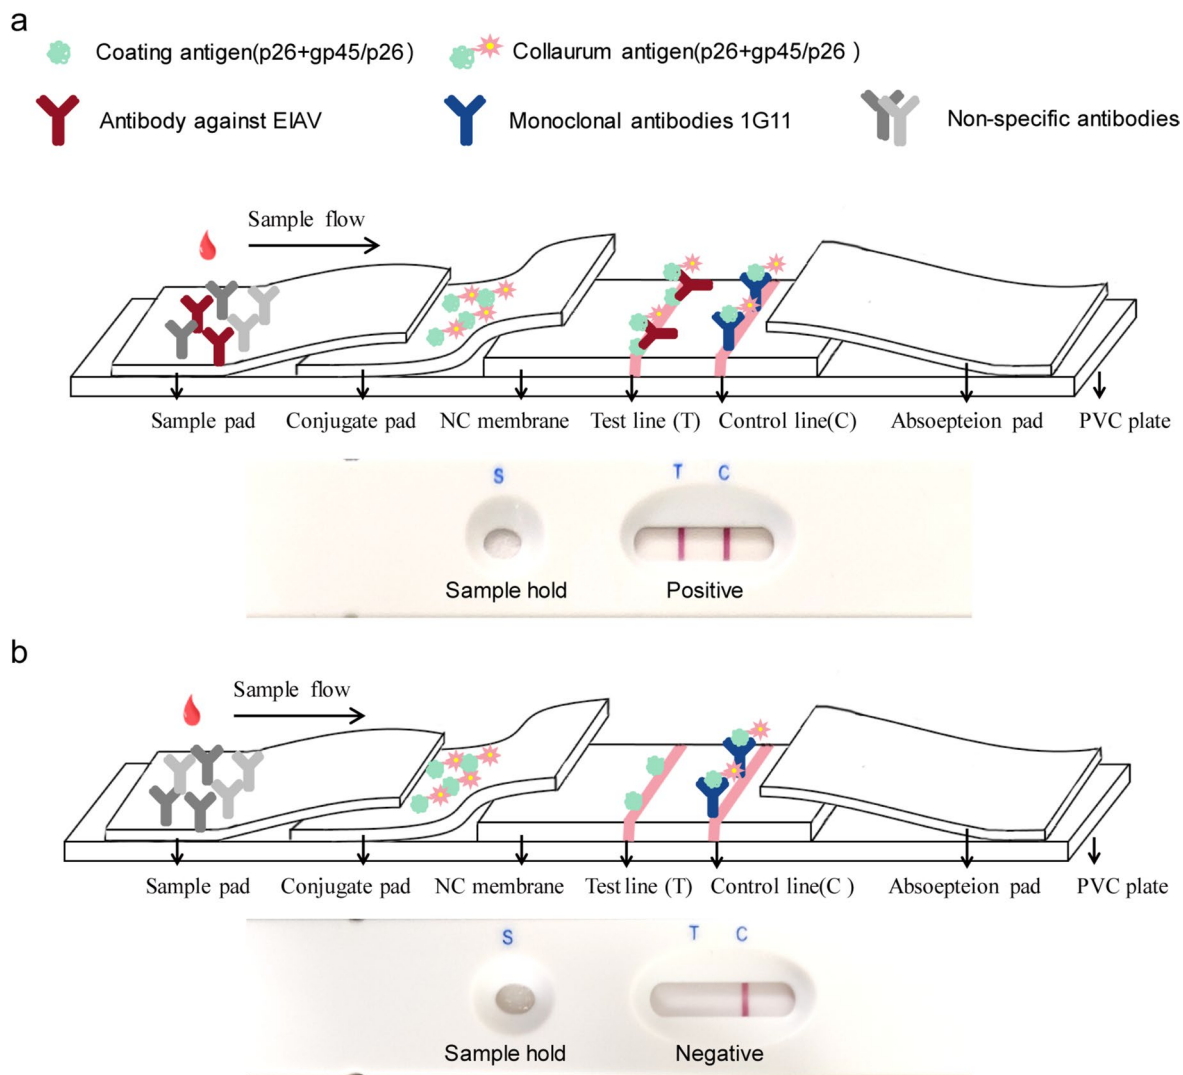 a
Coating antigen(p26+gp45/p26)
Collaurum antigen(p26+gp45/p26 )
Antibody against EIAV
Monoclonal antibodies 1G11
Non-specific antibodies
Sample flow
Sample pad
Conjugate pad
NC membrane
Test line (T)
Control line(C)
Absoepteion pad
PVC plate
S
T
C
Sample hold
Positive
b
Sample flow
Sample pad
Conjugate pad
NC membrane
Test line (T)
Control line(C )
Absoepteion pad
PVC plate
S
T
C
Sample hold
Negative